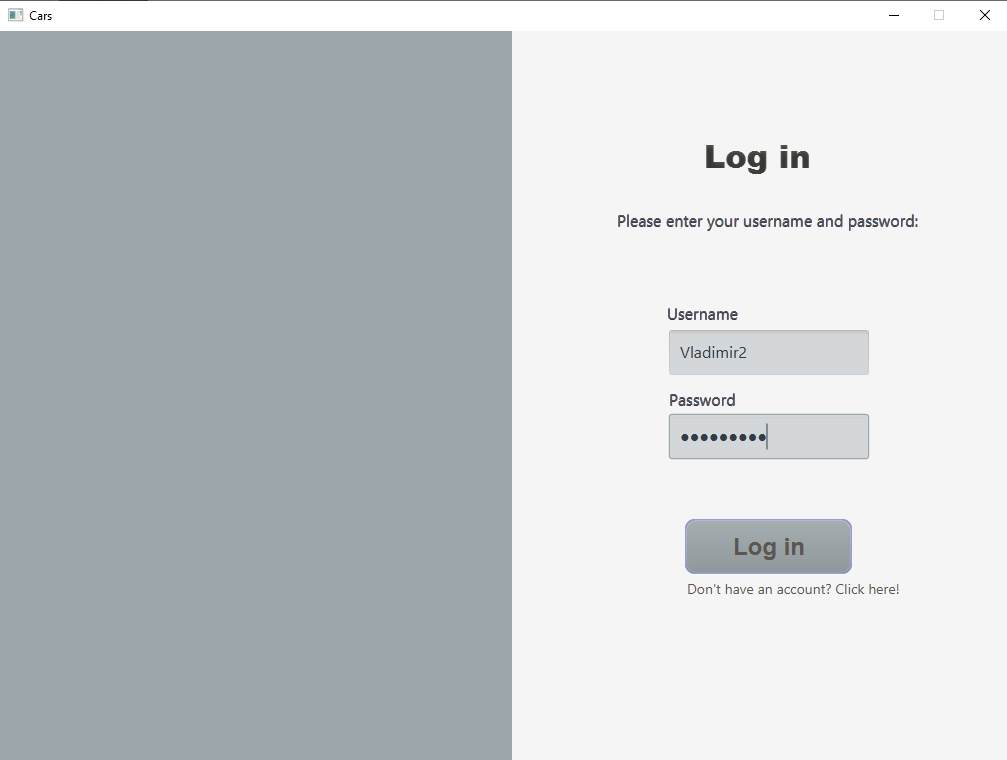 Cars
Log in
Please enter your username and password:
Username
Vladimir2
Password
●●●●●●●●●
Log in
Don't have an account? Click here!